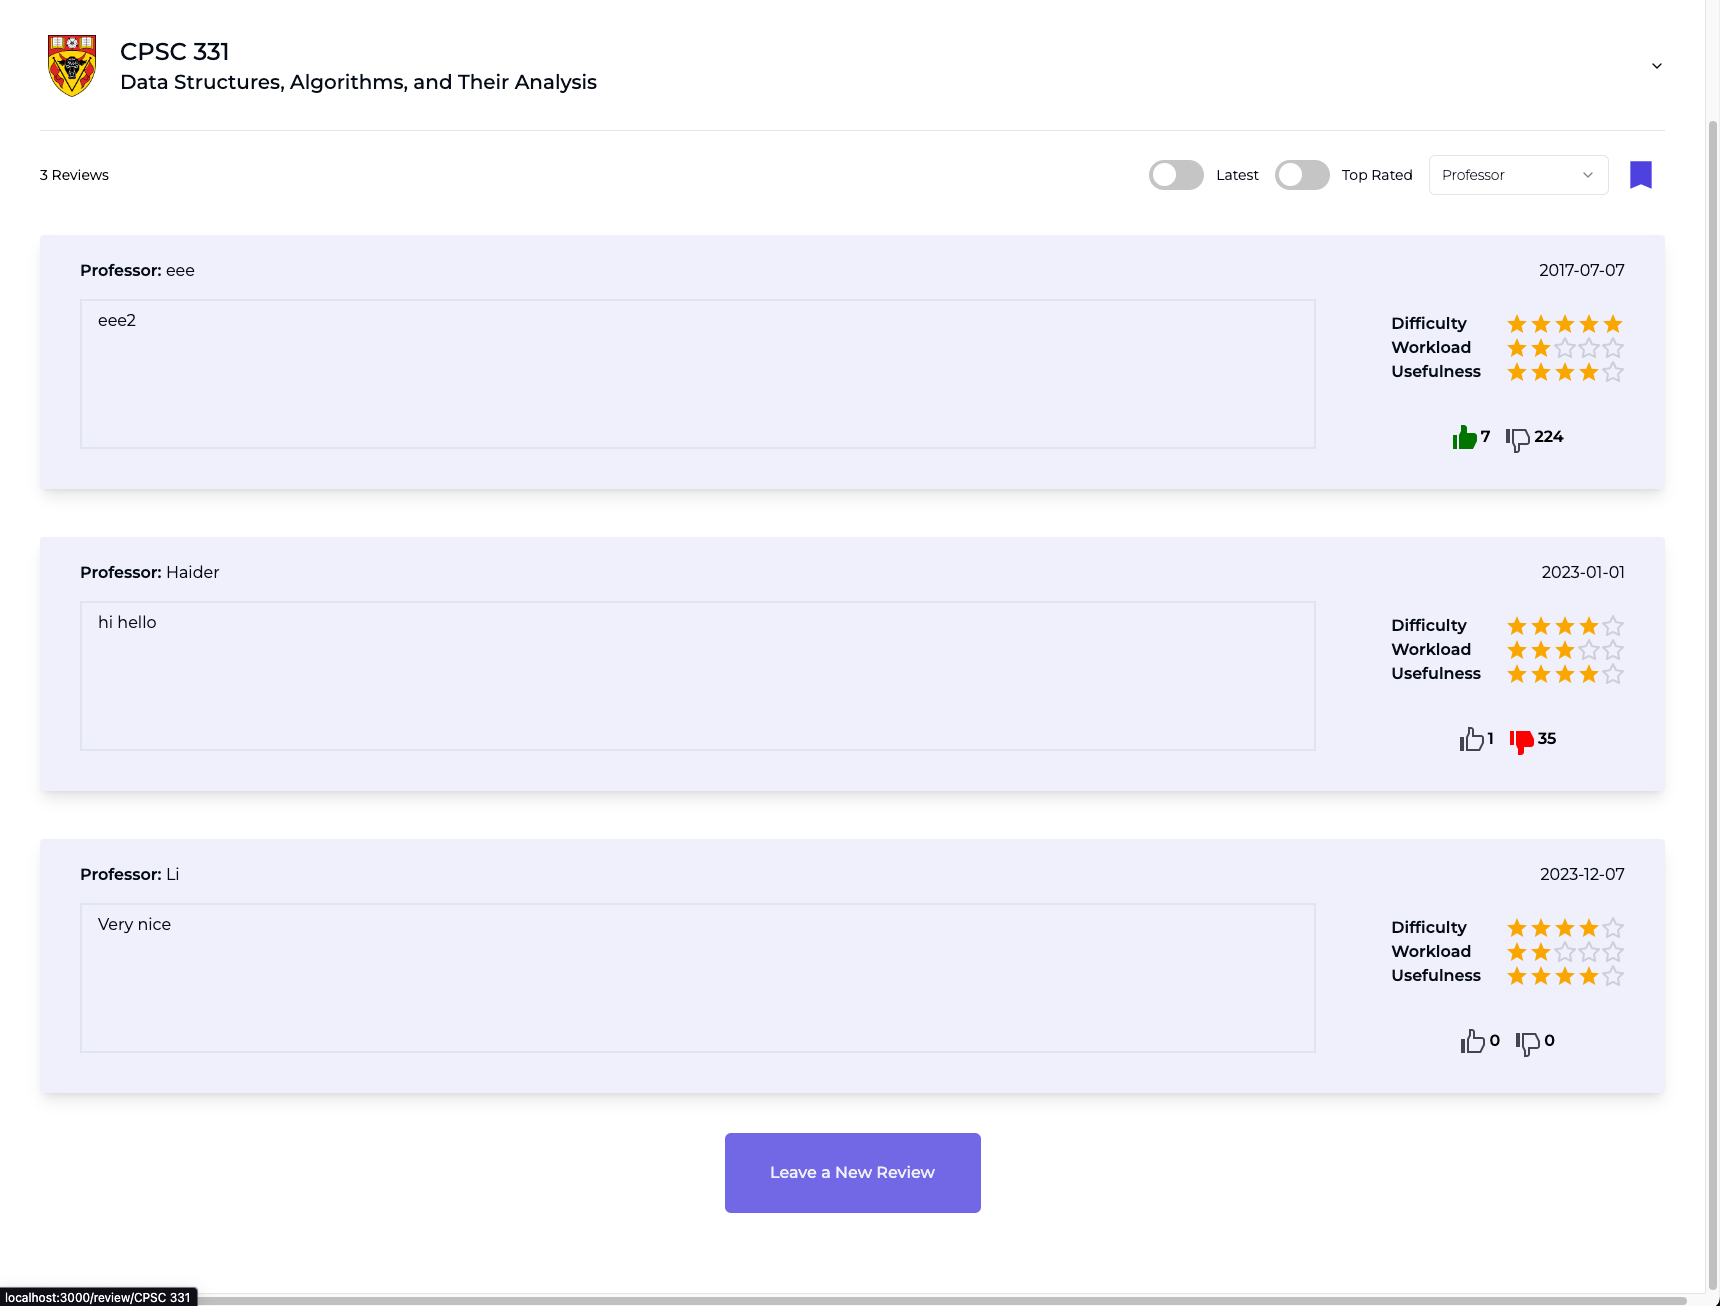 CPSC 331
Data Structures, Algorithms, and Their Analysis
3 Reviews
Latest
Top Rated
Professor
Professor: eee
2017-07-07
eee2
Difficulty
Workload
Usefulness
7
224
Professor: Haider
2023-01-01
hi hello
Difficulty
Workload
Usefulness
1
35
Professor: Li
2023-12-07
Very nice
Difficulty
Workload
Usefulness
0
0
Leave a New Review
localhost:3000/review/CPSC 331